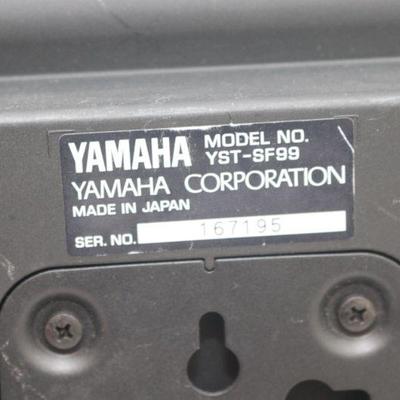 YAMAHA MODEL NO. YST-SF99
YAMAHA CORPORATION
MADE IN JAPAN
SER. NO. 167195